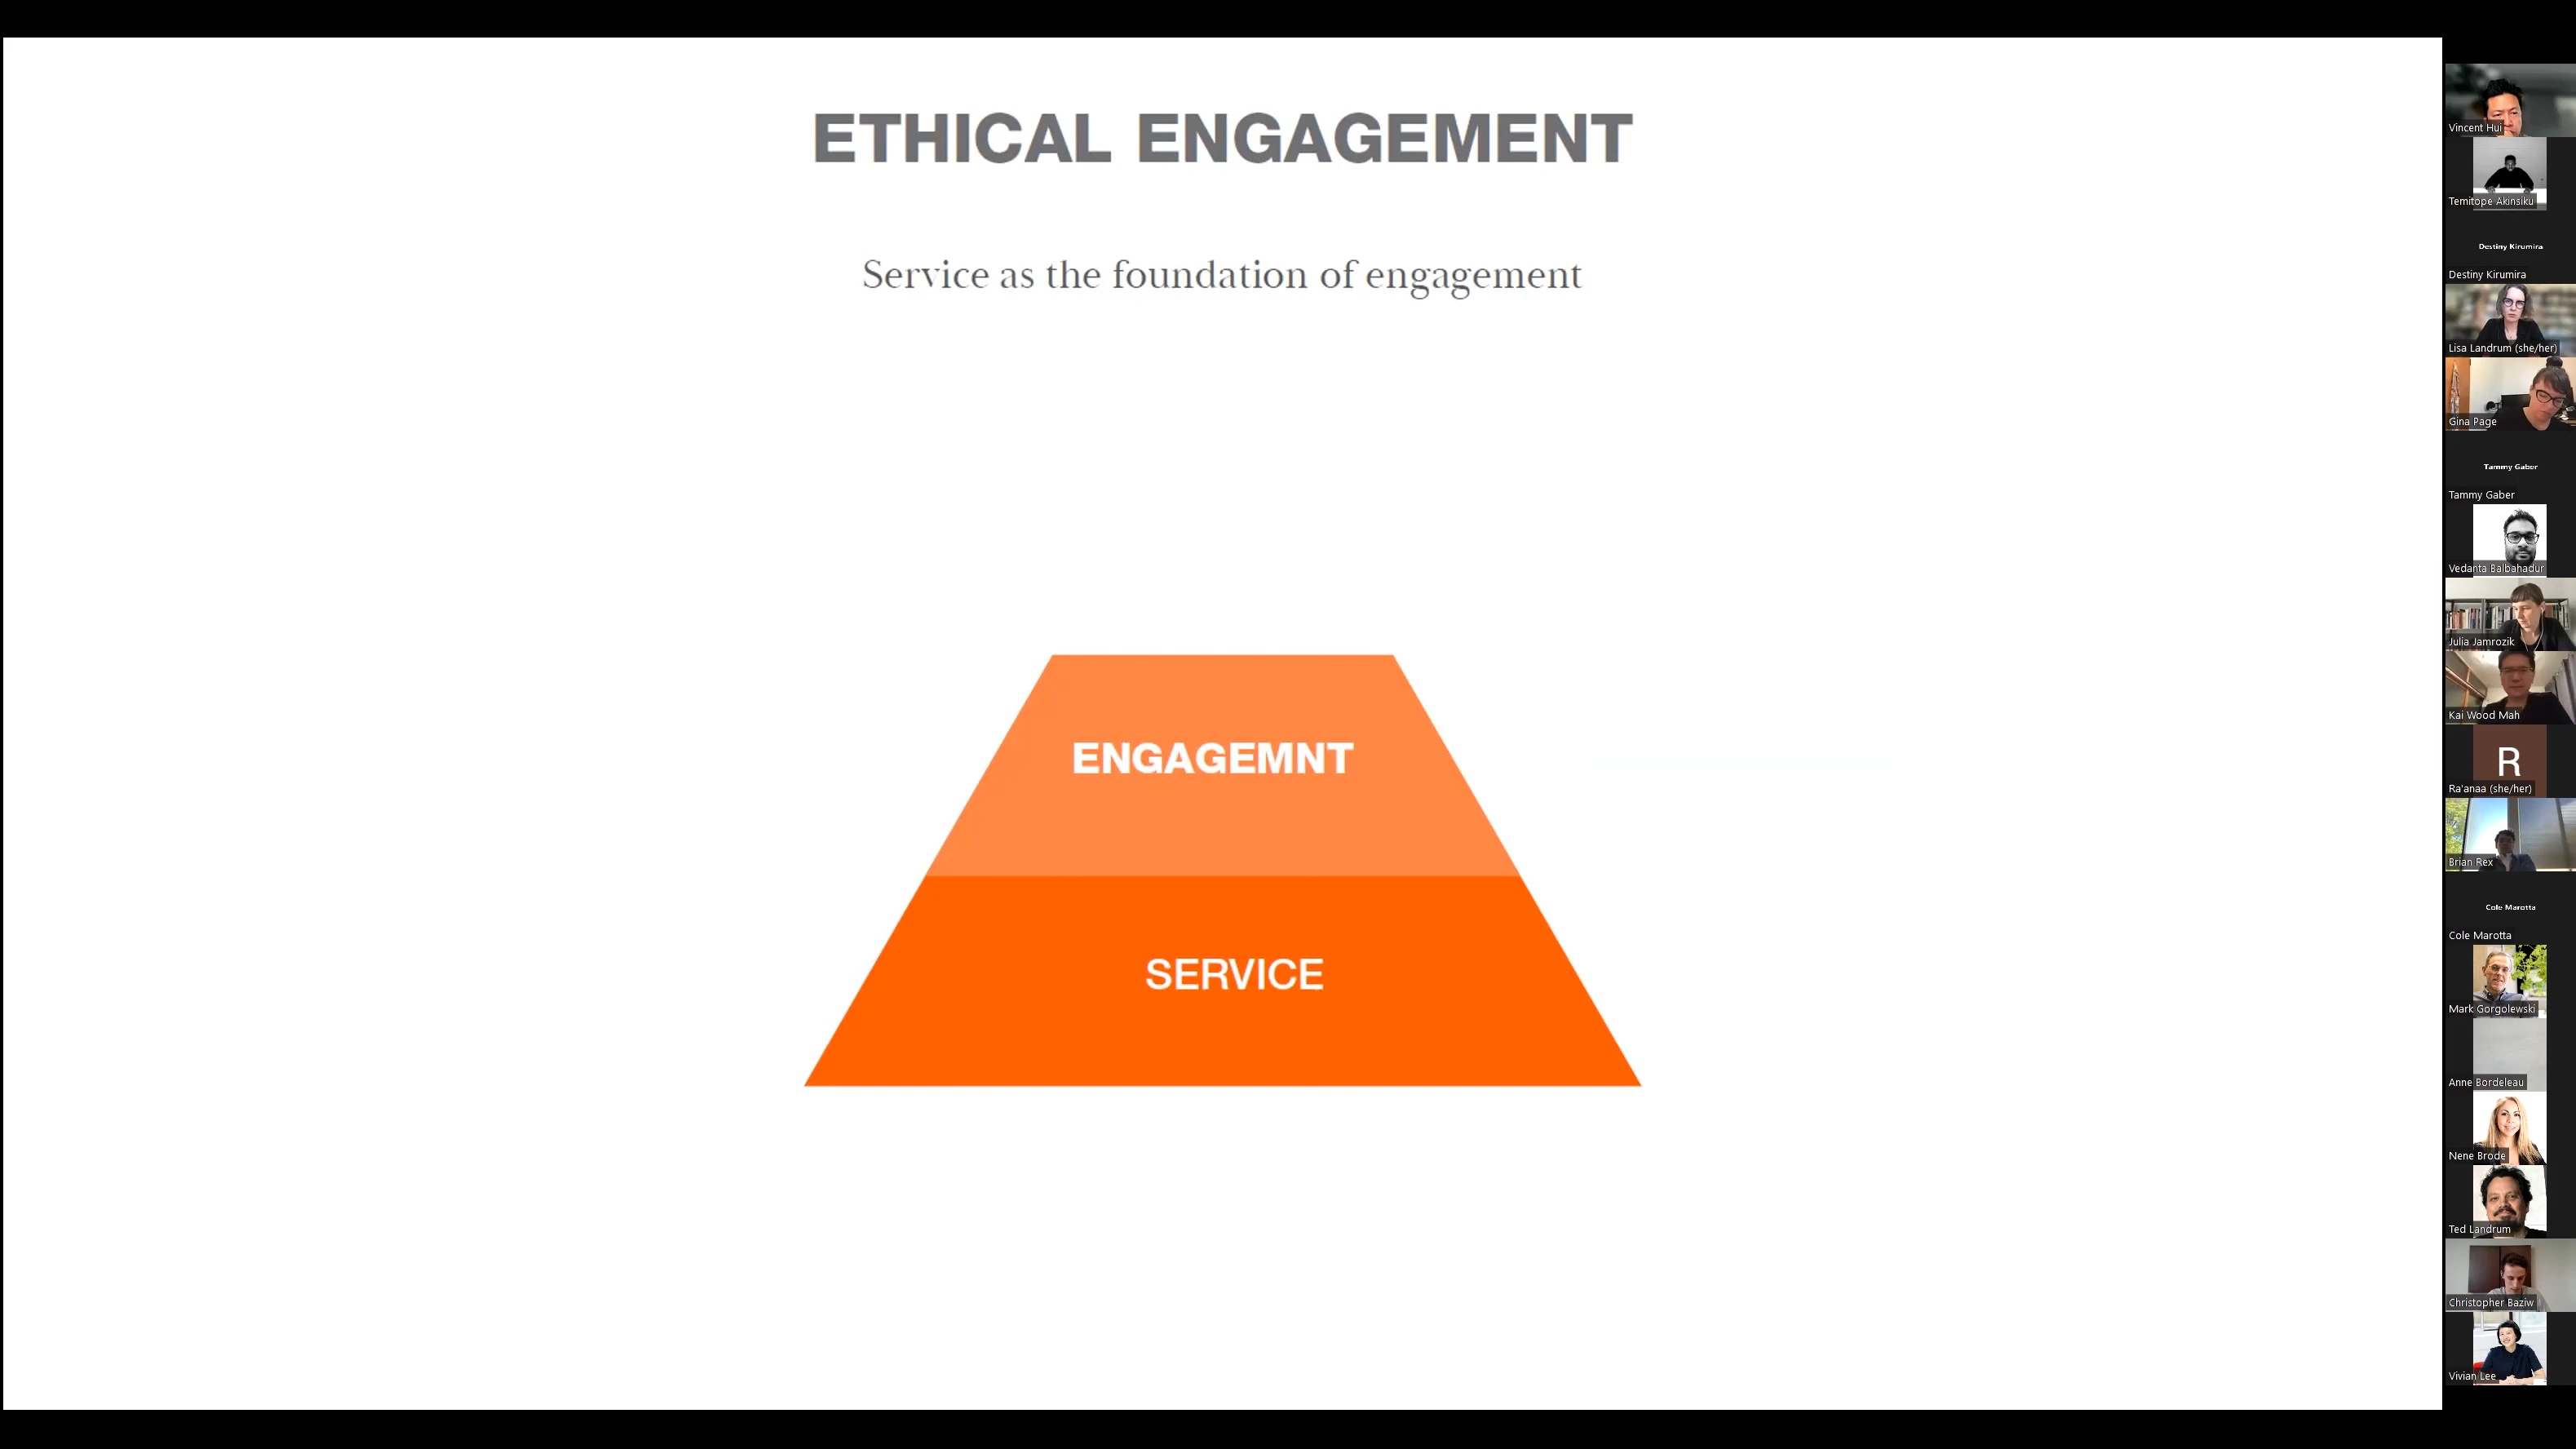 ETHICAL ENGAGEMENT
Service as the foundation of engagement
ENGAGEMNT
SERVICE
Vincent Hui
Temitope Akinsiku
Destiny Kirumira
Destiny Kirumira
Lisa Landrum (she/her)
Gina Page
Tammy Gaber
Tammy Gaber
Vedanta Balbahadur
Julia Jamrozik
Kai Wood Mah
R
Ra'anaa (she/her)
Brian Rex
Cole Marotta
Cole Marotta
Mark Gorgolewski
Anne Bordeleau
Nene Brode
Ted Landrum
Christopher Baziw
Vivian Lee